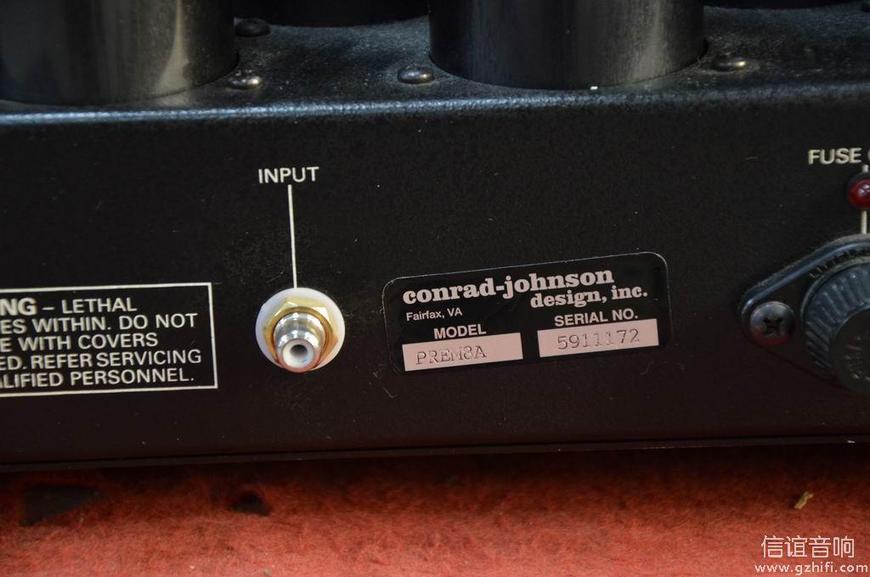 INPUT
FUSE
NG – LETHAL
ES WITHIN. DO NOT
E WITH COVERS
ED. REFER SERVICING
LIFIED PERSONNEL.
conrad-johnson
design, inc.
Fairfax, VA
MODEL
SERIAL NO.
PREM8A
5911172
信谊音响
www.gzhifi.com